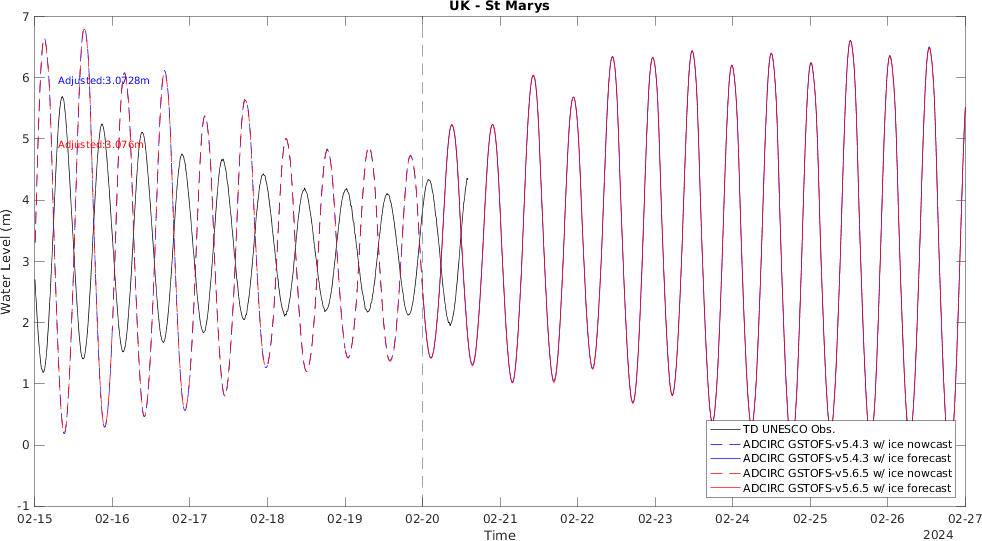 UK - St Marys
7
6
5
4
3
2
1
0
-1
Water Level (m)
Adjusted:3.0728m
Adjusted:3.076m
TD UNESCO Obs.
ADCIRC GSTOFS-v5.4.3 w/ ice nowcast
ADCIRC GSTOFS-v5.4.3 w/ ice forecast
ADCIRC GSTOFS-v5.6.5 w/ ice nowcast
ADCIRC GSTOFS-v5.6.5 w/ ice forecast
02-15 02-16 02-17 02-18 02-19 02-20 02-21 02-22 02-23 02-24 02-25 02-26 02-27
Time
2024